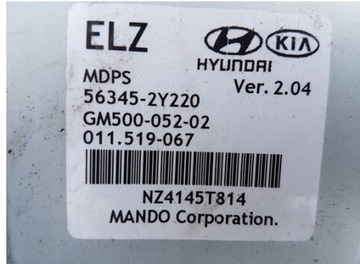 ELZ
KIA
HYUNDAI
MDPS
Ver. 2.04
56345-2Y220
GM500-052-02
011.519-067
NZ4145T814
MANDO Corporation.